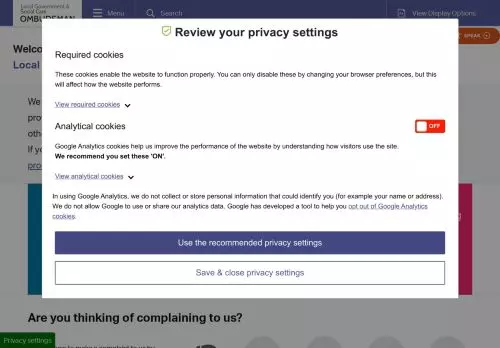 Local Government &
Social Care
OMBUDSMAN
Menu
Search
View Display Options
SPEAK
Welco
Local
We
pro
othe
If yo
pro
g
Review your privacy settings
Required cookies
These cookies enable the website to function properly. You can only disable these by changing your browser preferences, but this
will affect how the website performs.
View required cookies
Analytical cookies
OFF
Google Analytics cookies help us improve the performance of the website by understanding how visitors use the site.
We recommend you set these 'ON'.
View analytical cookies
In using Google Analytics, we do not collect or store personal information that could identify you (for example your name or address).
We do not allow Google to use or share our analytics data. Google has developed a tool to help you opt out of Google Analytics
cookies.
Use the recommended privacy settings
Save & close privacy settings
Are you thinking of complaining to us?
Privacy settings